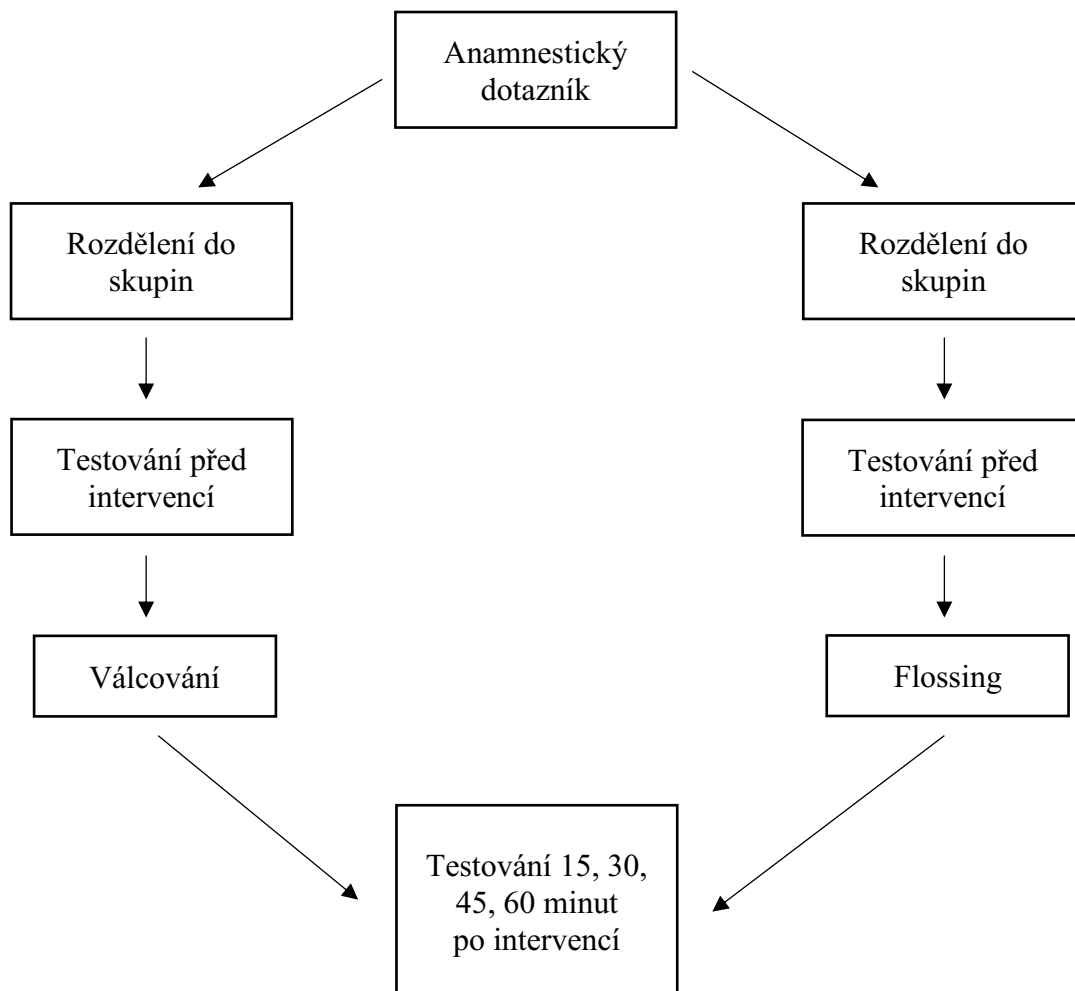 Anamnestický
dotazník
Rozdělení do
skupin
Rozdělení do
skupin
Testování před
intervencí
Testování před
intervencí
Válcování
Flossing
Testování 15, 30,
45, 60 minut
po intervencí